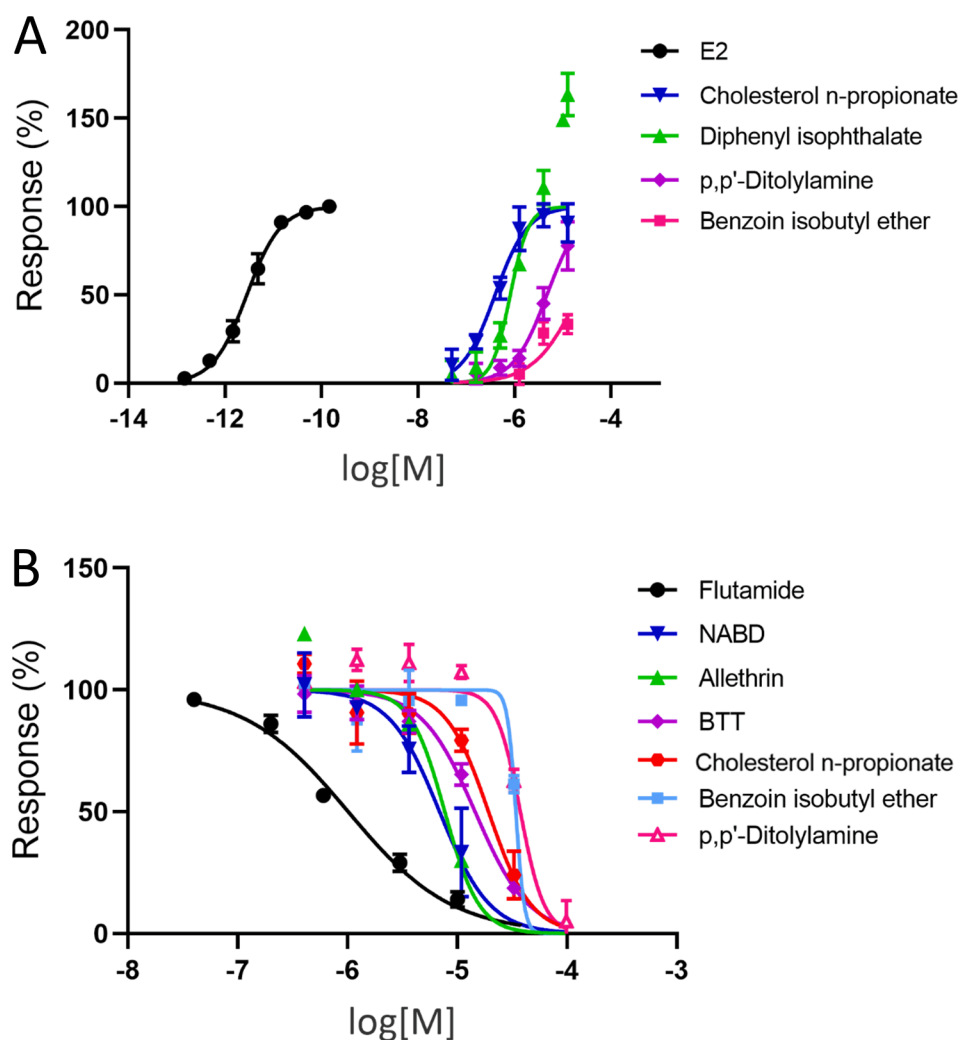 A
200
150
100
50
0
Response (%)
-14
-12
-10
-8
-6
-4
log[M]
E2
Cholesterol n-propionate
Diphenyl isophthalate
p,p'-Ditolylamine
Benzoin isobutyl ether
B
150
100
50
0
Response (%)
-8
-7
-6
-5
-4
-3
log[M]
Flutamide
NABD
Allethrin
BTT
Cholesterol n-propionate
Benzoin isobutyl ether
p,p'-Ditolylamine